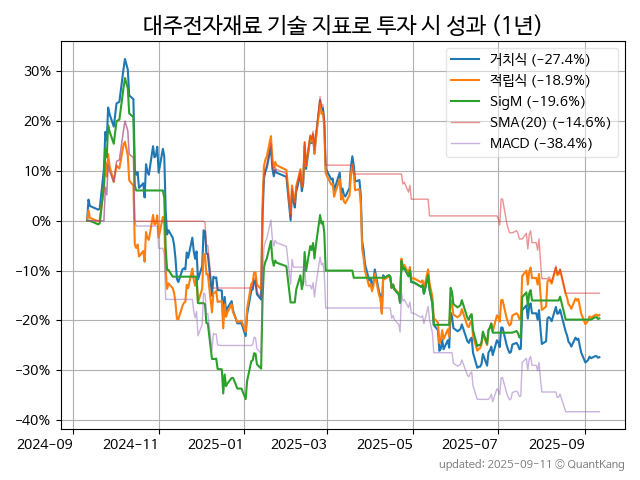 대주전자재료 기술 지표로 투자 시 성과 (1년)
거치식 (−27.4%)
적립식 (−18.9%)
SigM (−19.6%)
SMA(20) (−14.6%)
MACD (−38.4%)
30%
20%
10%
0%
−10%
−20%
−30%
−40%
2024-09
2024-11
2025-01
2025-03
2025-05
2025-07
2025-09
updated: 2025-09-11 © QuantKang